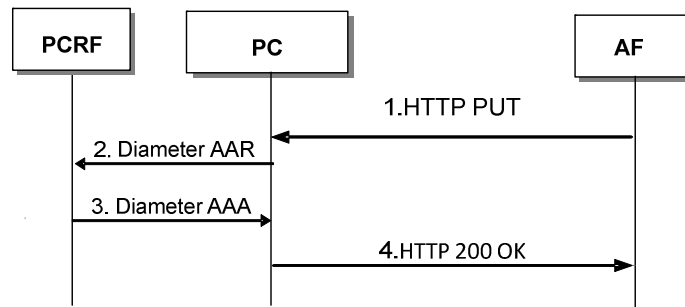 PCRF
PC
AF
1.HTTP PUT
2. Diameter AAR
3. Diameter AAA
4.HTTP 200 OK